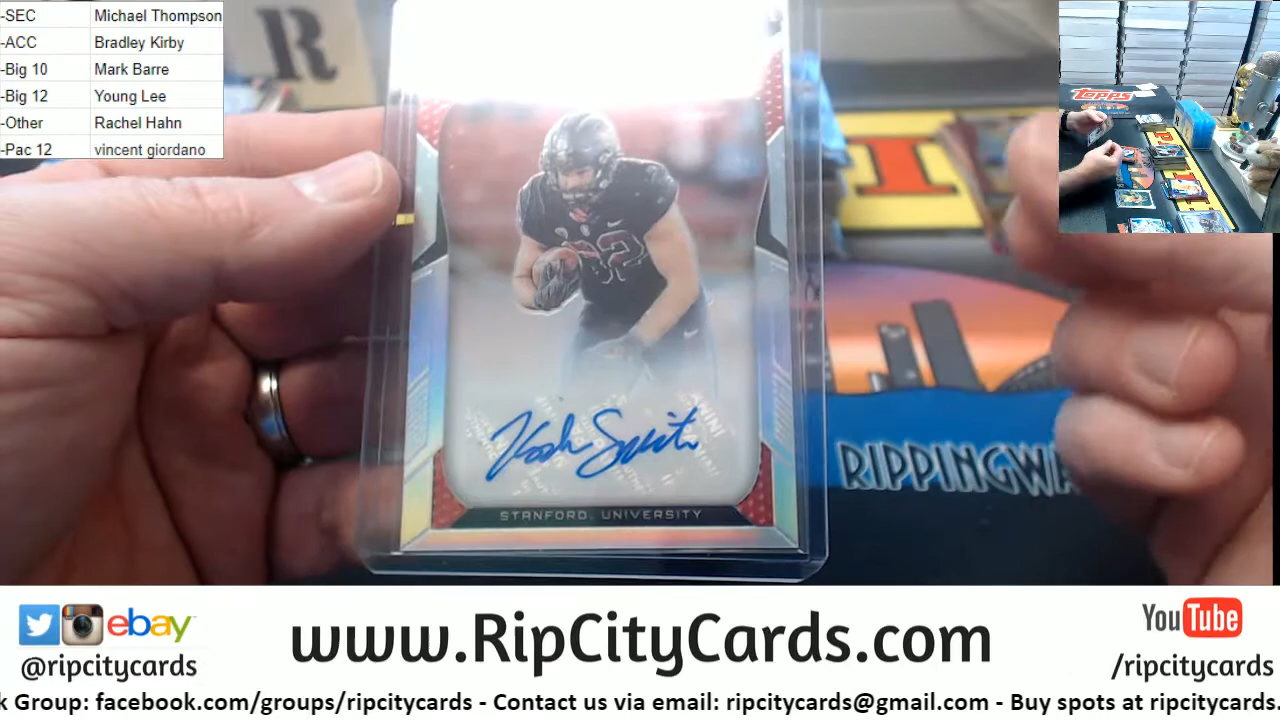 -SEC Michael Thompson
-ACC Bradley Kirby
-Big 10 Mark Barre
-Big 12 Young Lee
-Other Rachel Hahn
-Pac 12 vincent giordano
R
TOPPS
32
STANFORD UNIVERSITY
RIPPINGWA
ebay
@ripcitycards
www.RipCityCards.com
YouTube
/ripcitycards
k Group: facebook.com/groups/ripcitycards - Contact us via email: ripcitycards@gmail.com - Buy spots at ripcitycards.